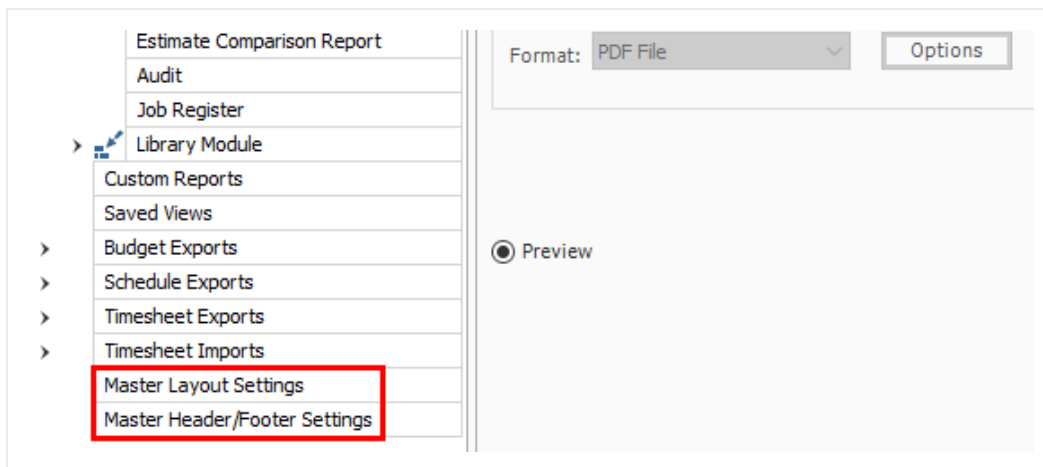 Estimate Comparison Report
Audit
Job Register
Library Module
Custom Reports
Saved Views
Budget Exports
Schedule Exports
Timesheet Exports
Timesheet Imports
Master Layout Settings
Master Header/Footer Settings
Format: PDF File Options
Preview